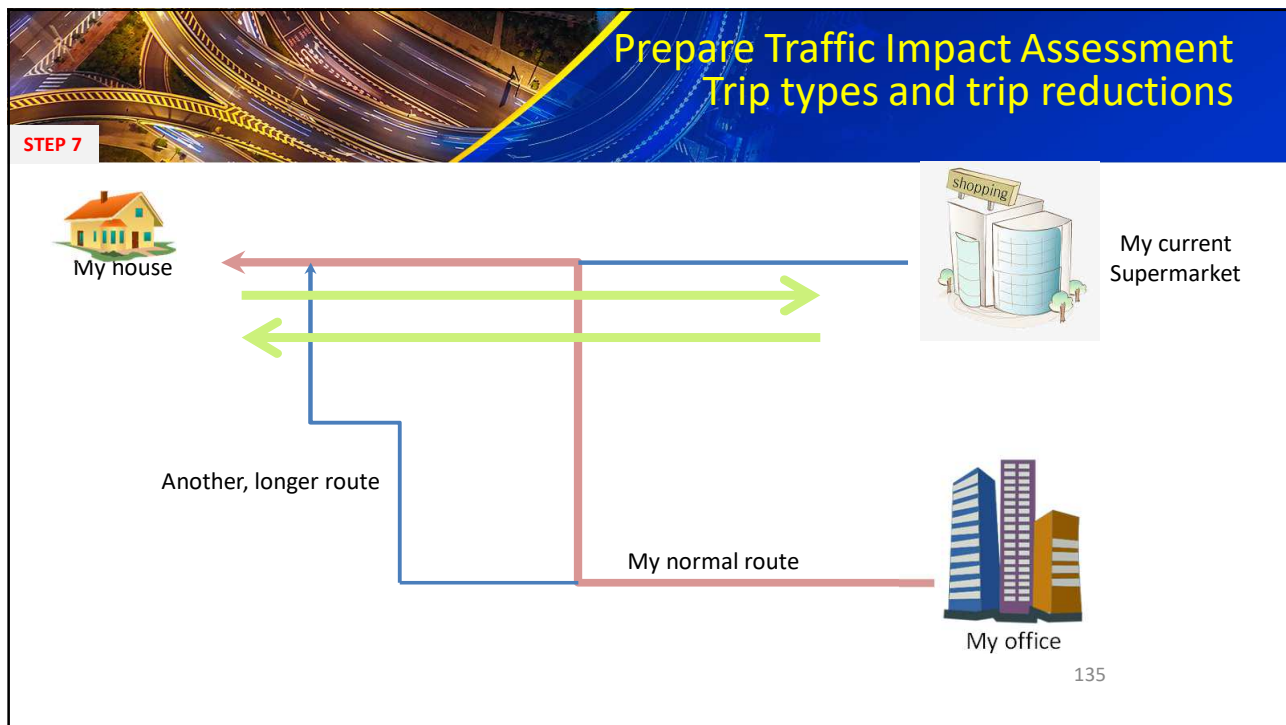 Prepare Traffic Impact Assessment
Trip types and trip reductions
STEP 7
shopping
My house
My current
Supermarket
Another, longer route
My normal route
My office
135